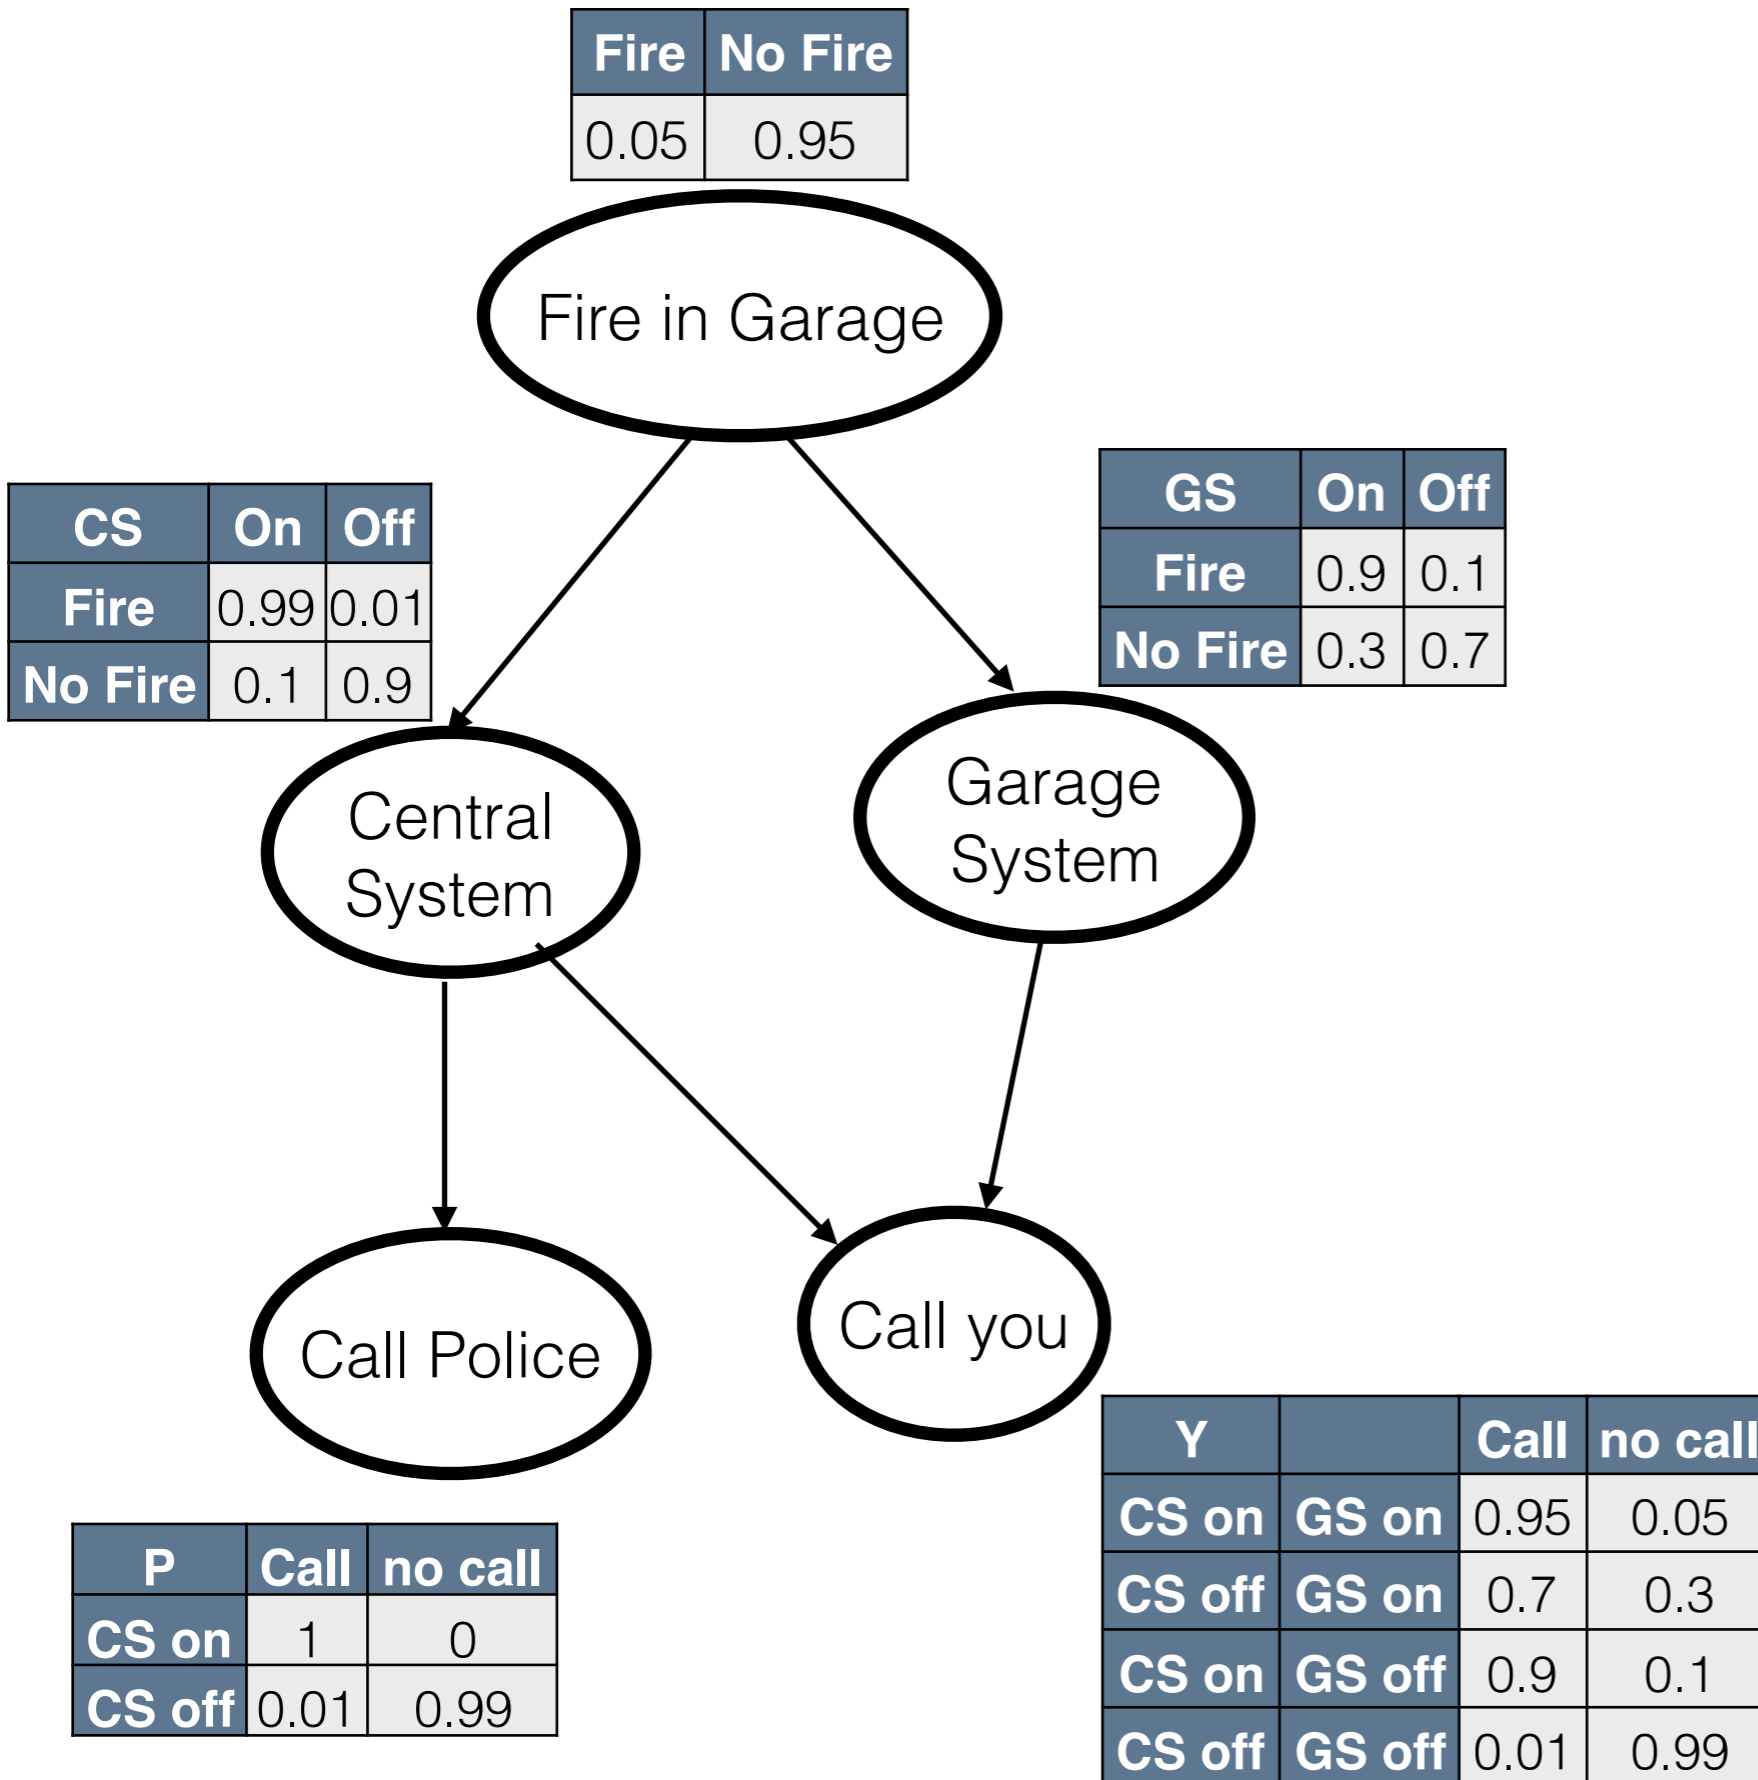 Fire No Fire
0.05 0.95
Fire in Garage
CS On Off
Fire 0.99 0.01
No Fire 0.1 0.9
GS On Off
Fire 0.9 0.1
No Fire 0.3 0.7
Central
System
Garage
System
Call Police
Call you
P Call no call
CS on 1 0
CS off 0.01 0.99
Y Call no call
CS on GS on 0.95 0.05
CS off GS on 0.7 0.3
CS on GS off 0.9 0.1
CS off GS off 0.01 0.99